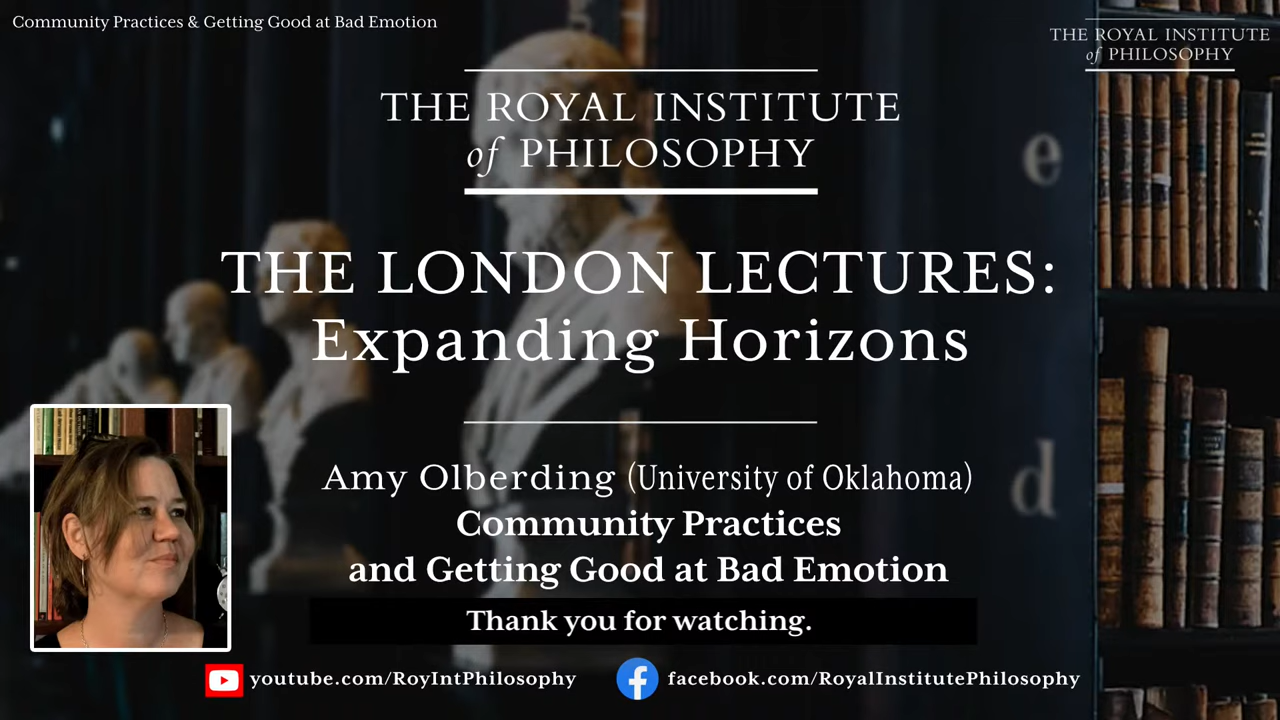 Community Practices & Getting Good at Bad Emotion
THE ROYAL INSTITUTE
of PHILOSOPHY
THE ROYAL INSTITUTE
of PHILOSOPHY
THE LONDON LECTURES:
Expanding Horizons
e
d
Amy Olberding (University of Oklahoma)
Community Practices
and Getting Good at Bad Emotion
Thank you for watching.
youtube.com/RoyIntPhilosophy
facebook.com/RoyalInstitutePhilosophy